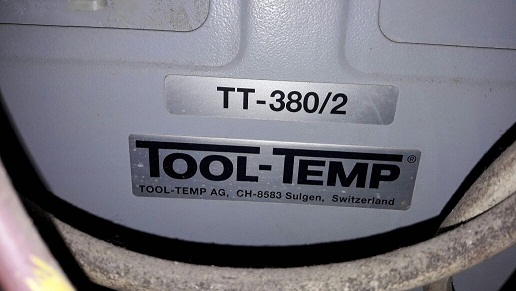 TT-380/2
TOOL-TEMP®
TOOL-TEMP AG, CH-8583 Sulgen, Switzerland